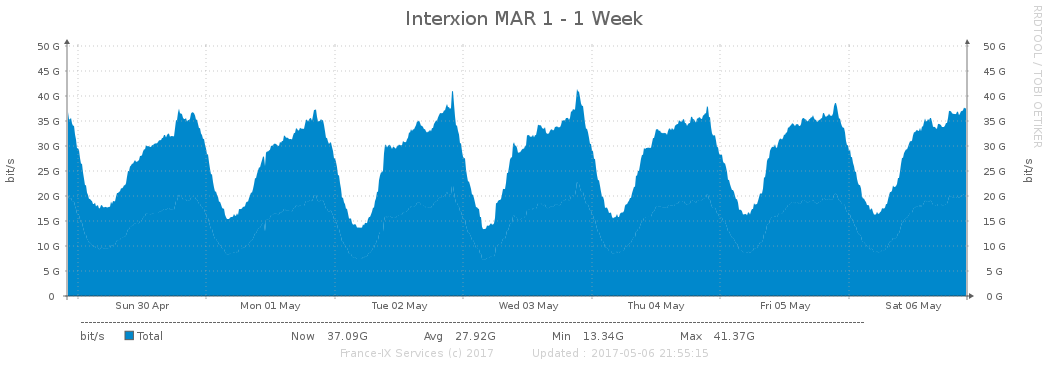 Interxion MAR 1 - 1 Week
RRDTOOL / TOBI OETIKER
bit/s
50 G 50 G
45 G 45 G
40 G 40 G
35 G 35 G
30 G 30 G
25 G 25 G
20 G 20 G
15 G 15 G
10 G 10 G
5 G 5 G
0 0 G
bit/s
Sun 30 Apr Mon 01 May Tue 02 May Wed 03 May Thu 04 May Fri 05 May Sat 06 May
bit/s Total Now 37.09G Avg 27.92G Min 13.34G Max 41.37G
France-IX Services (c) 2017 Updated : 2017-05-06 21:55:15